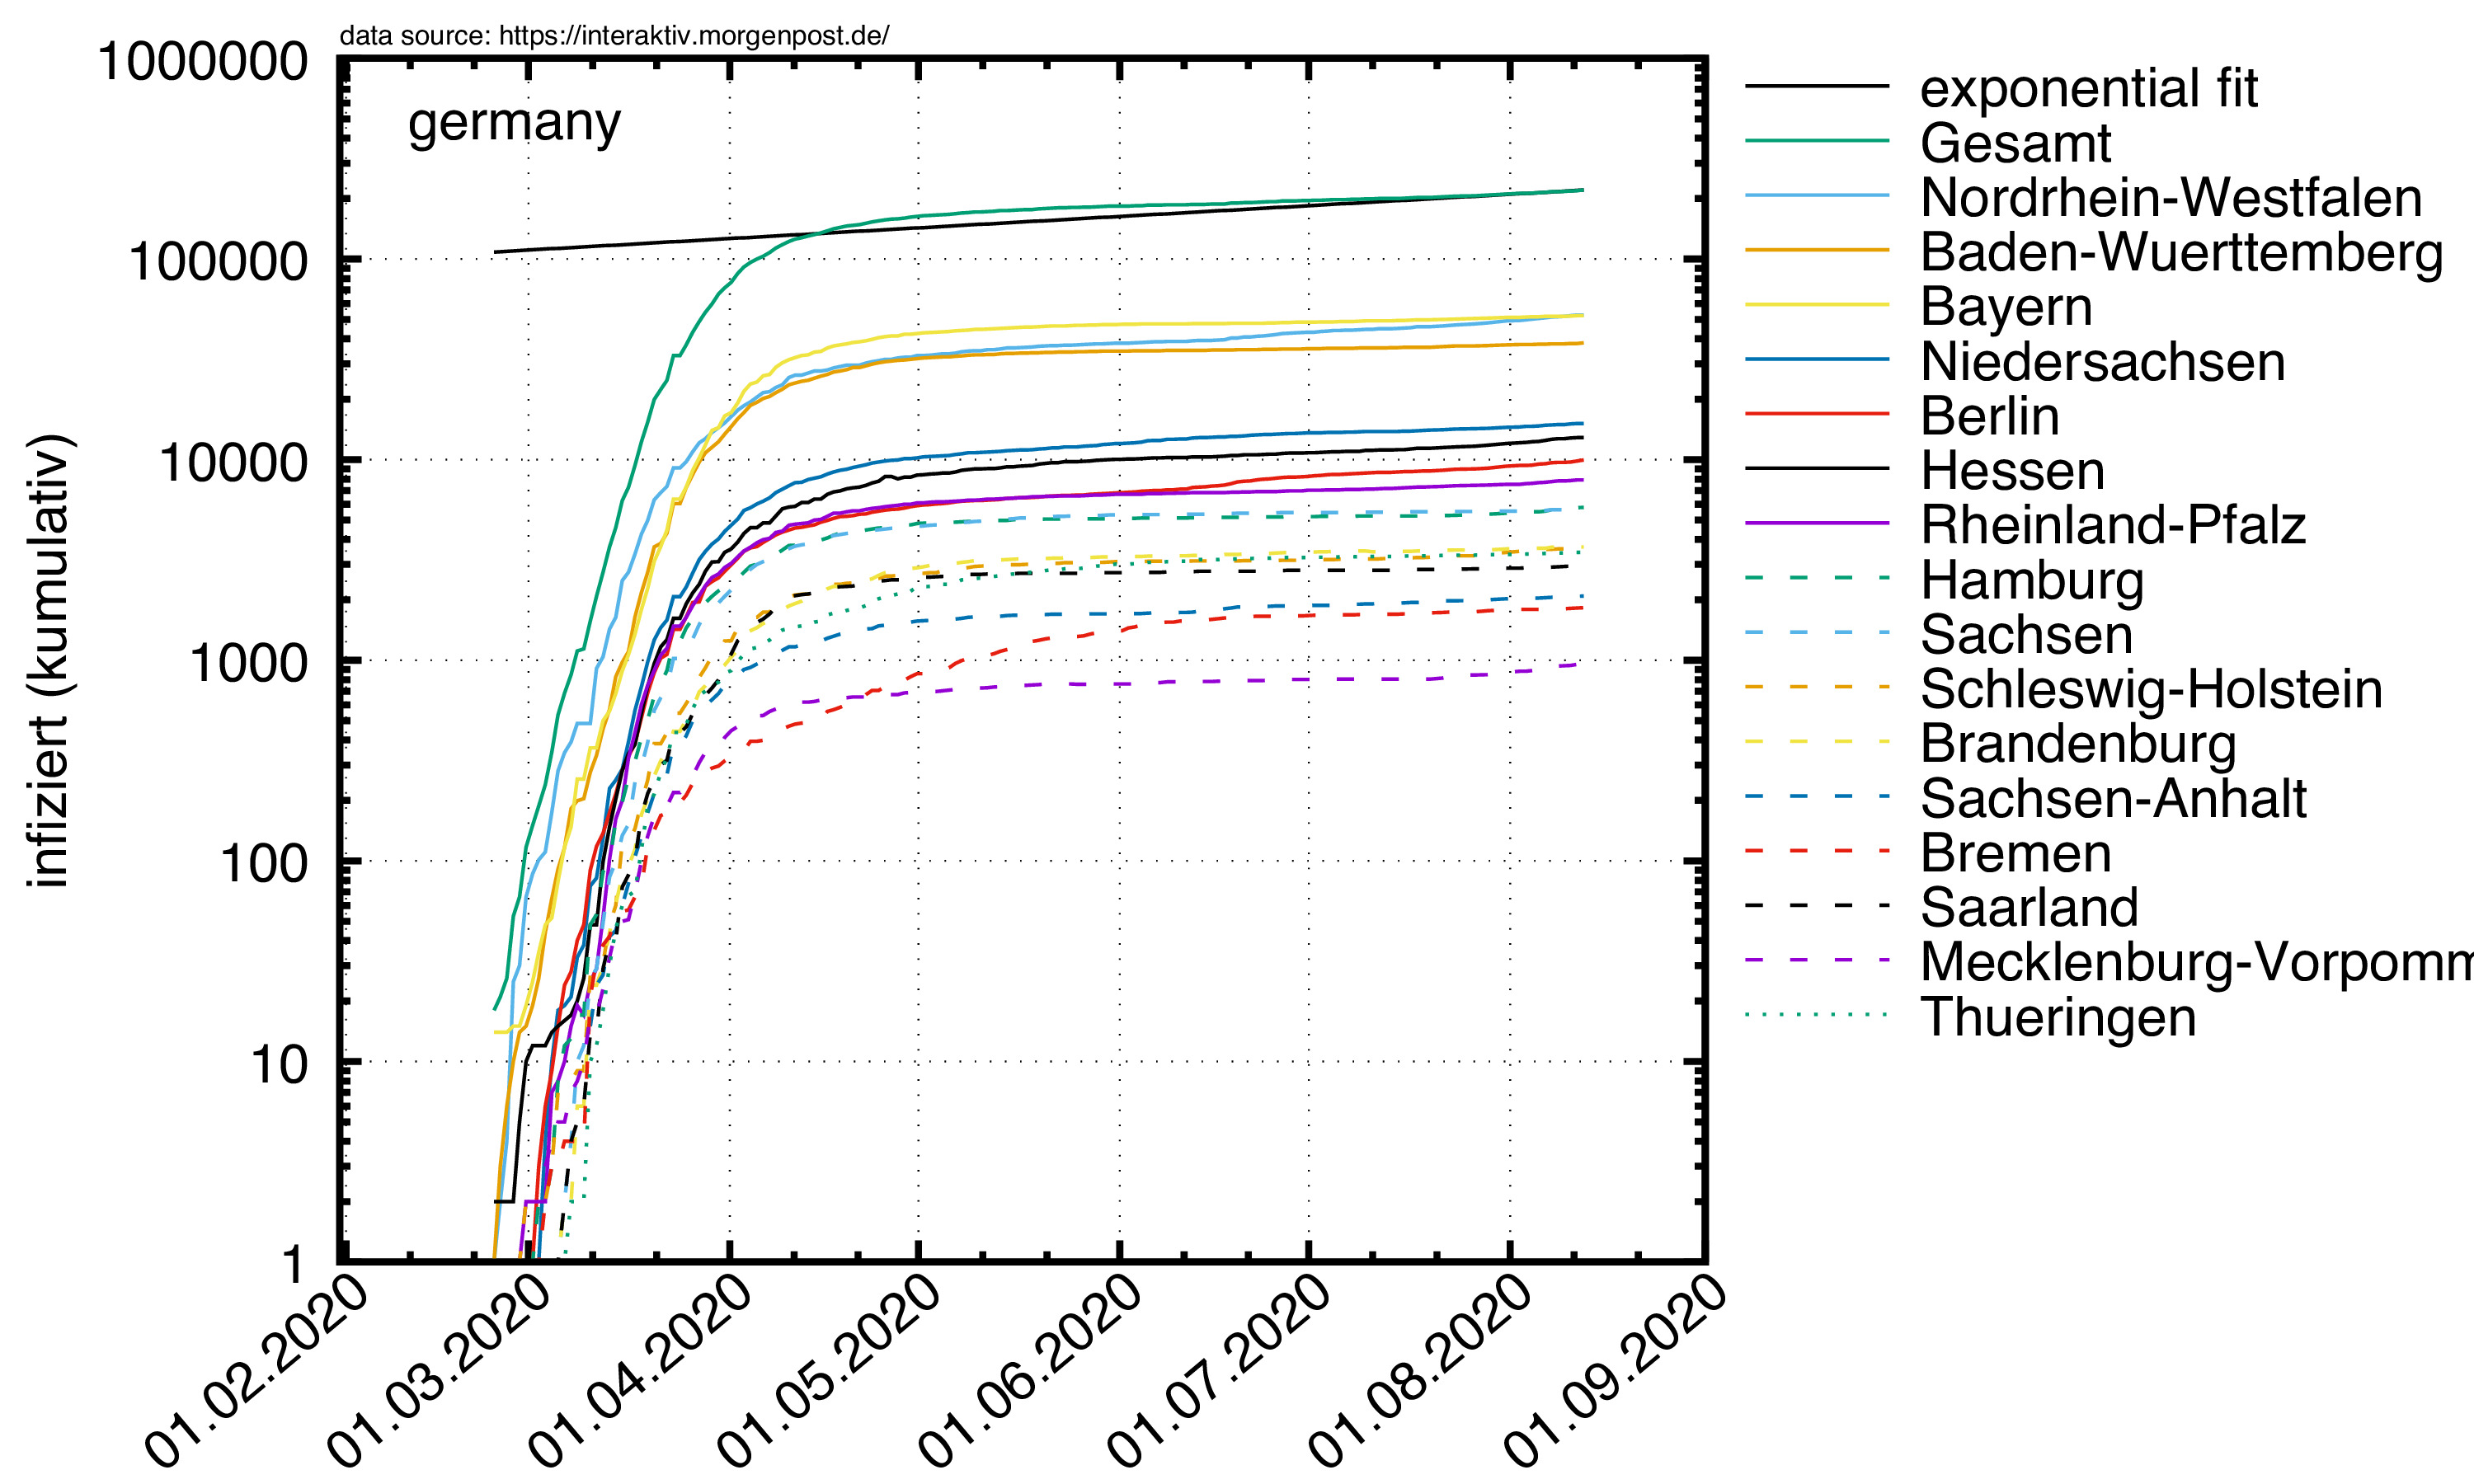 data source: https://interaktiv.morgenpost.de/
germany
infiziert (kumulativ)
1000000
100000
10000
1000
100
10
1
01.02.2020
01.03.2020
01.04.2020
01.05.2020
01.06.2020
01.07.2020
01.08.2020
01.09.2020
exponential fit
Gesamt
Nordrhein-Westfalen
Baden-Wuerttemberg
Bayern
Niedersachsen
Berlin
Hessen
Rheinland-Pfalz
Hamburg
Sachsen
Schleswig-Holstein
Brandenburg
Sachsen-Anhalt
Bremen
Saarland
Mecklenburg-Vorpomm
Thueringen